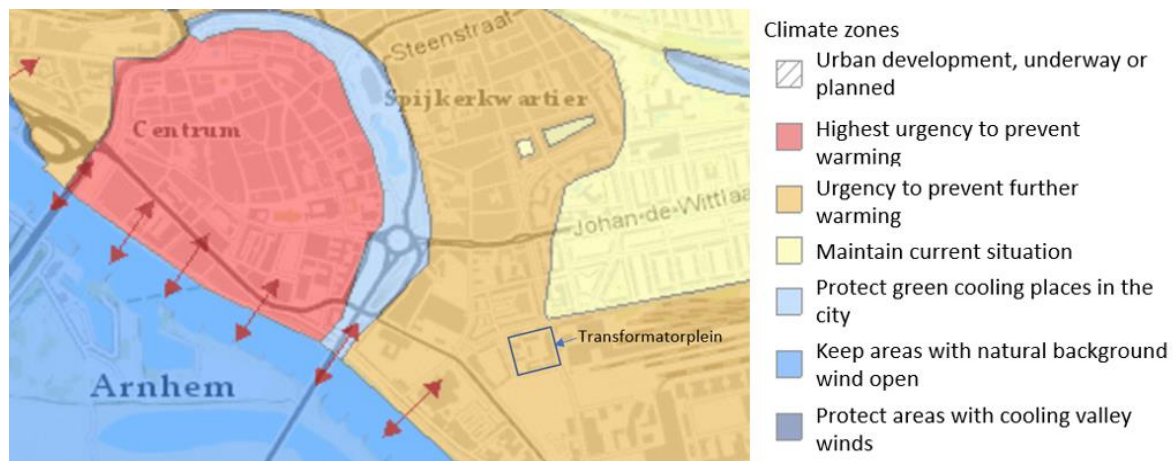 Steenstraat
Spijkerkwartier
Centrum
Johan-de-Wittlaa
Transformatorplein
Arnhem
Climate zones
Urban development, underway or
planned
Highest urgency to prevent
warming
Urgency to prevent further
warming
Maintain current situation
Protect green cooling places in the
city
Keep areas with natural background
wind open
Protect areas with cooling valley
winds